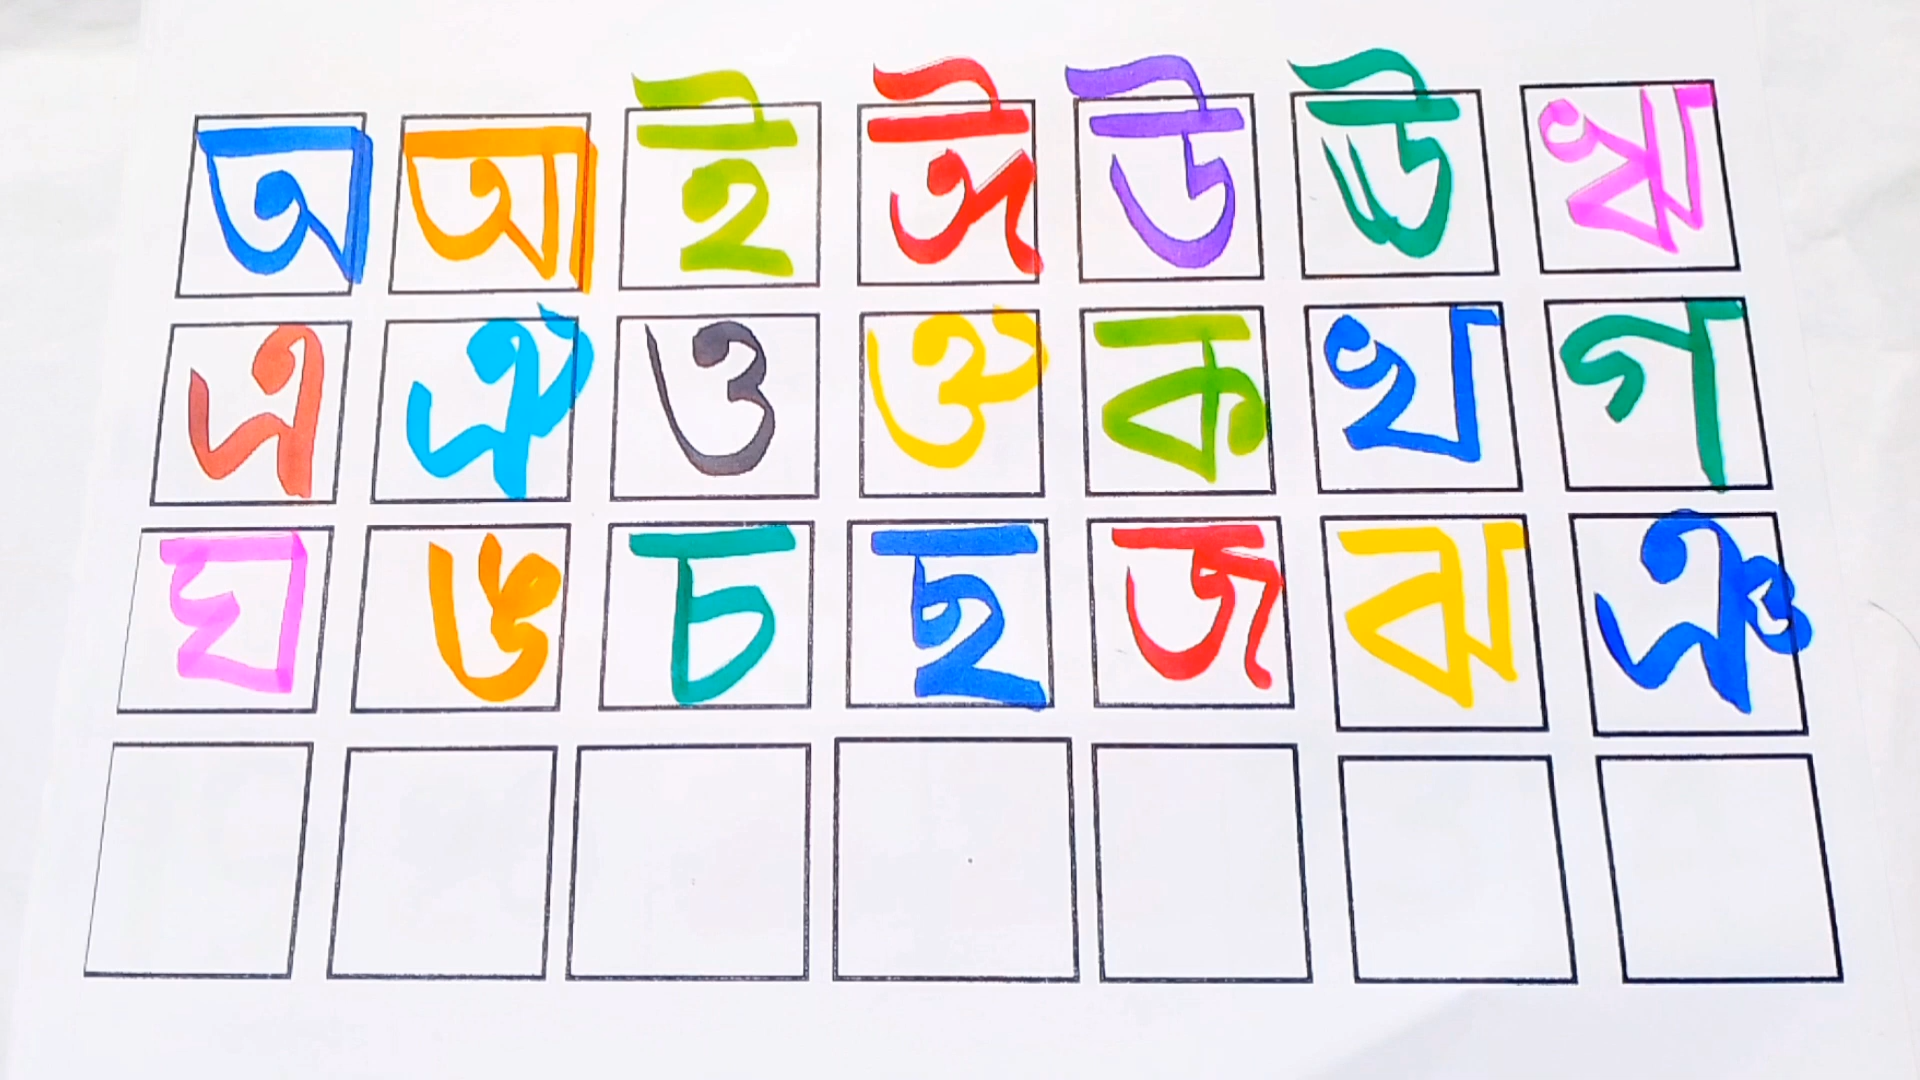 অ আ ই ঈ উ ঊ ঋ
এ ঐ ও ঔ ক খ গ
ঘ ঙ চ ছ জ ঝ ঞ